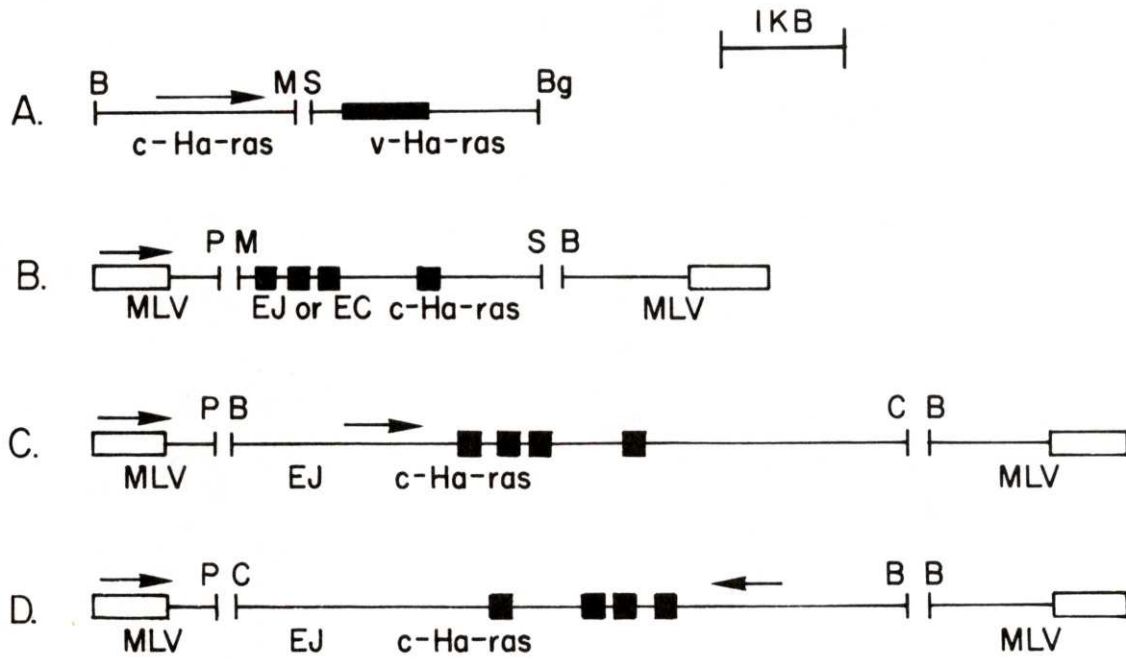 1KB
B M S Bg
A.
c-Ha-ras v-Ha-ras
P M S B
B.
MLV EJ or EC c-Ha-ras MLV
P B C B
C.
MLV EJ c-Ha-ras MLV
P C B B
D.
MLV EJ c-Ha-ras MLV